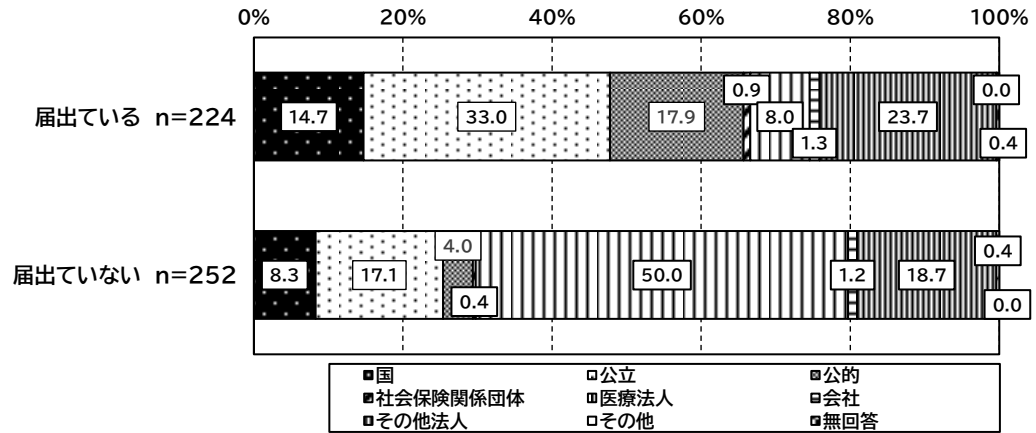 0% 20% 40% 60% 80% 100%
届出ている n=224
14.7 33.0 17.9 0.9 8.0 1.3 23.7 0.0 0.4
届出ていない n=252
8.3 17.1 4.0 0.4 50.0 1.2 18.7 0.4 0.0
国 公立 公的
社会保険関係団体 医療法人 会社
その他法人 その他 無回答